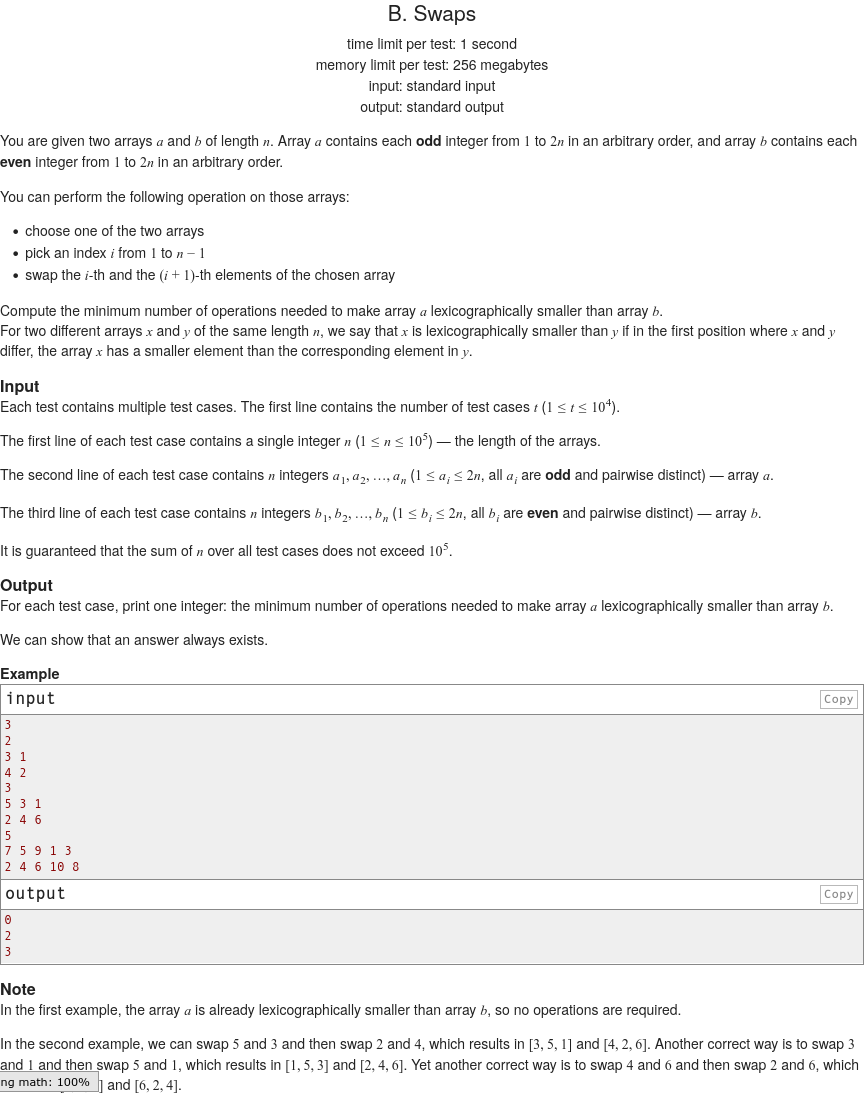 B. Swaps
time limit per test: 1 second
memory limit per test: 256 megabytes
input: standard input
output: standard output
You are given two arrays a and b of length n. Array a contains each odd integer from 1 to 2n in an arbitrary order, and array b contains each
even integer from 1 to 2n in an arbitrary order.
You can perform the following operation on those arrays:
• choose one of the two arrays
• pick an index i from 1 to n − 1
• swap the i-th and the (i + 1)-th elements of the chosen array
Compute the minimum number of operations needed to make array a lexicographically smaller than array b.
For two different arrays x and y of the same length n, we say that x is lexicographically smaller than y if in the first position where x and y
differ, the array x has a smaller element than the corresponding element in y.
Input
Each test contains multiple test cases. The first line contains the number of test cases t (1 ≤ t ≤ 10^4).
The first line of each test case contains a single integer n (1 ≤ n ≤ 10^5) — the length of the arrays.
The second line of each test case contains n integers a_1, a_2, …, a_n (1 ≤ a_i ≤ 2n, all a_i are odd and pairwise distinct) — array a.
The third line of each test case contains n integers b_1, b_2, …, b_n (1 ≤ b_i ≤ 2n, all b_i are even and pairwise distinct) — array b.
It is guaranteed that the sum of n over all test cases does not exceed 10^5.
Output
For each test case, print one integer: the minimum number of operations needed to make array a lexicographically smaller than array b.
We can show that an answer always exists.
Example
input Copy
3
2
3 1
4 2
3
5 3 1
2 4 6
5
7 5 9 1 3
2 4 6 10 8
output Copy
0
2
3
Note
In the first example, the array a is already lexicographically smaller than array b, so no operations are required.
In the second example, we can swap 5 and 3 and then swap 2 and 4, which results in [3, 5, 1] and [4, 2, 6]. Another correct way is to swap 3
and 1 and then swap 5 and 1, which results in [1, 5, 3] and [2, 4, 6]. Yet another correct way is to swap 4 and 6 and then swap 2 and 6, which
ng math: 100% ] and [6, 2, 4].